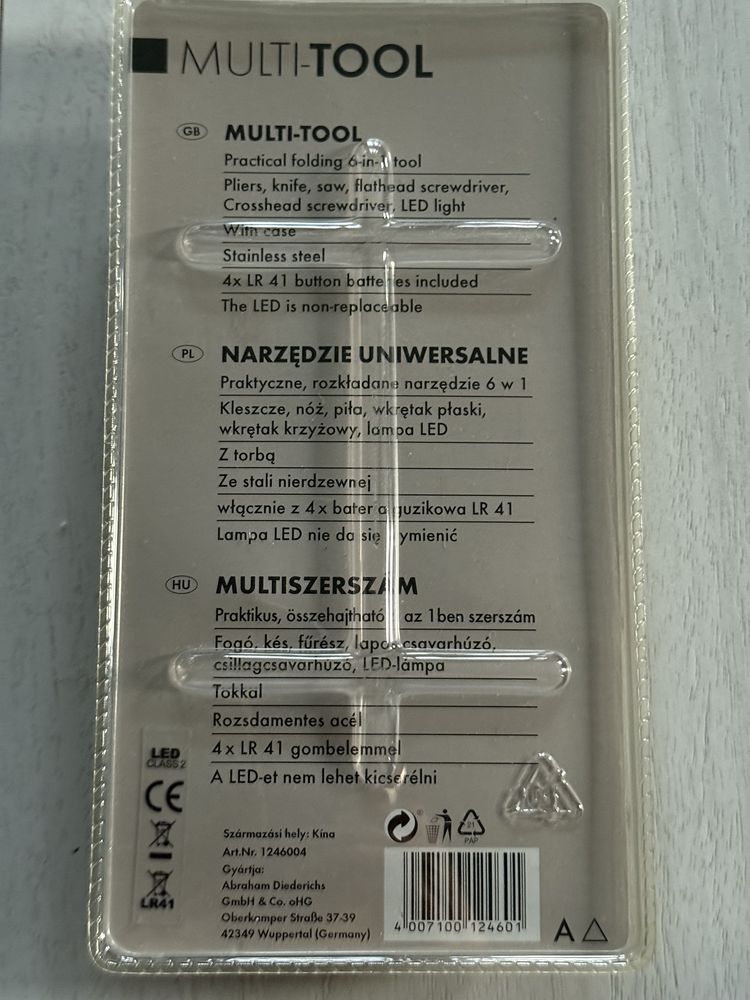 MULTI-TOOL
GB MULTI-TOOL
Practical folding 6-in-1 tool
Pliers, knife, saw, flathead screwdriver,
Crosshead screwdriver, LED light
With case
Stainless steel
4x LR 41 button batteries included
The LED is non-replaceable
PL NARZĘDZIE UNIWERSALNE
Praktyczne, rozkładane narzędzie 6 w 1
Kleszcze, nóż, piła, wkrętak płaski,
wkrętak krzyżowy, lampa LED
Z torbą
Ze stali nierdzewnej
włącznie z 4x bateria guzikowa LR 41
Lampa LED nie da się wymienić
HU MULTISZERSZÁM
Praktikus, összehajtható az 1ben szerszám
Fogó, kés, fűrész, lapos csavarhúzó,
csillagcsavarhúzó, LED-lámpa
Tokkal
Rozsdamentes acél
4x LR 41 gombelemmel
A LED-et nem lehet kicserélni
LED
CLASS 2
CE
LR41
Származási hely: Kína
Art.Nr. 1246004
Gyártja:
Abraham Diederichs
GmbH & Co. oHG
Oberkamper Straße 37-39
42349 Wuppertal (Germany)
21
PAP
4 007100 124601
A